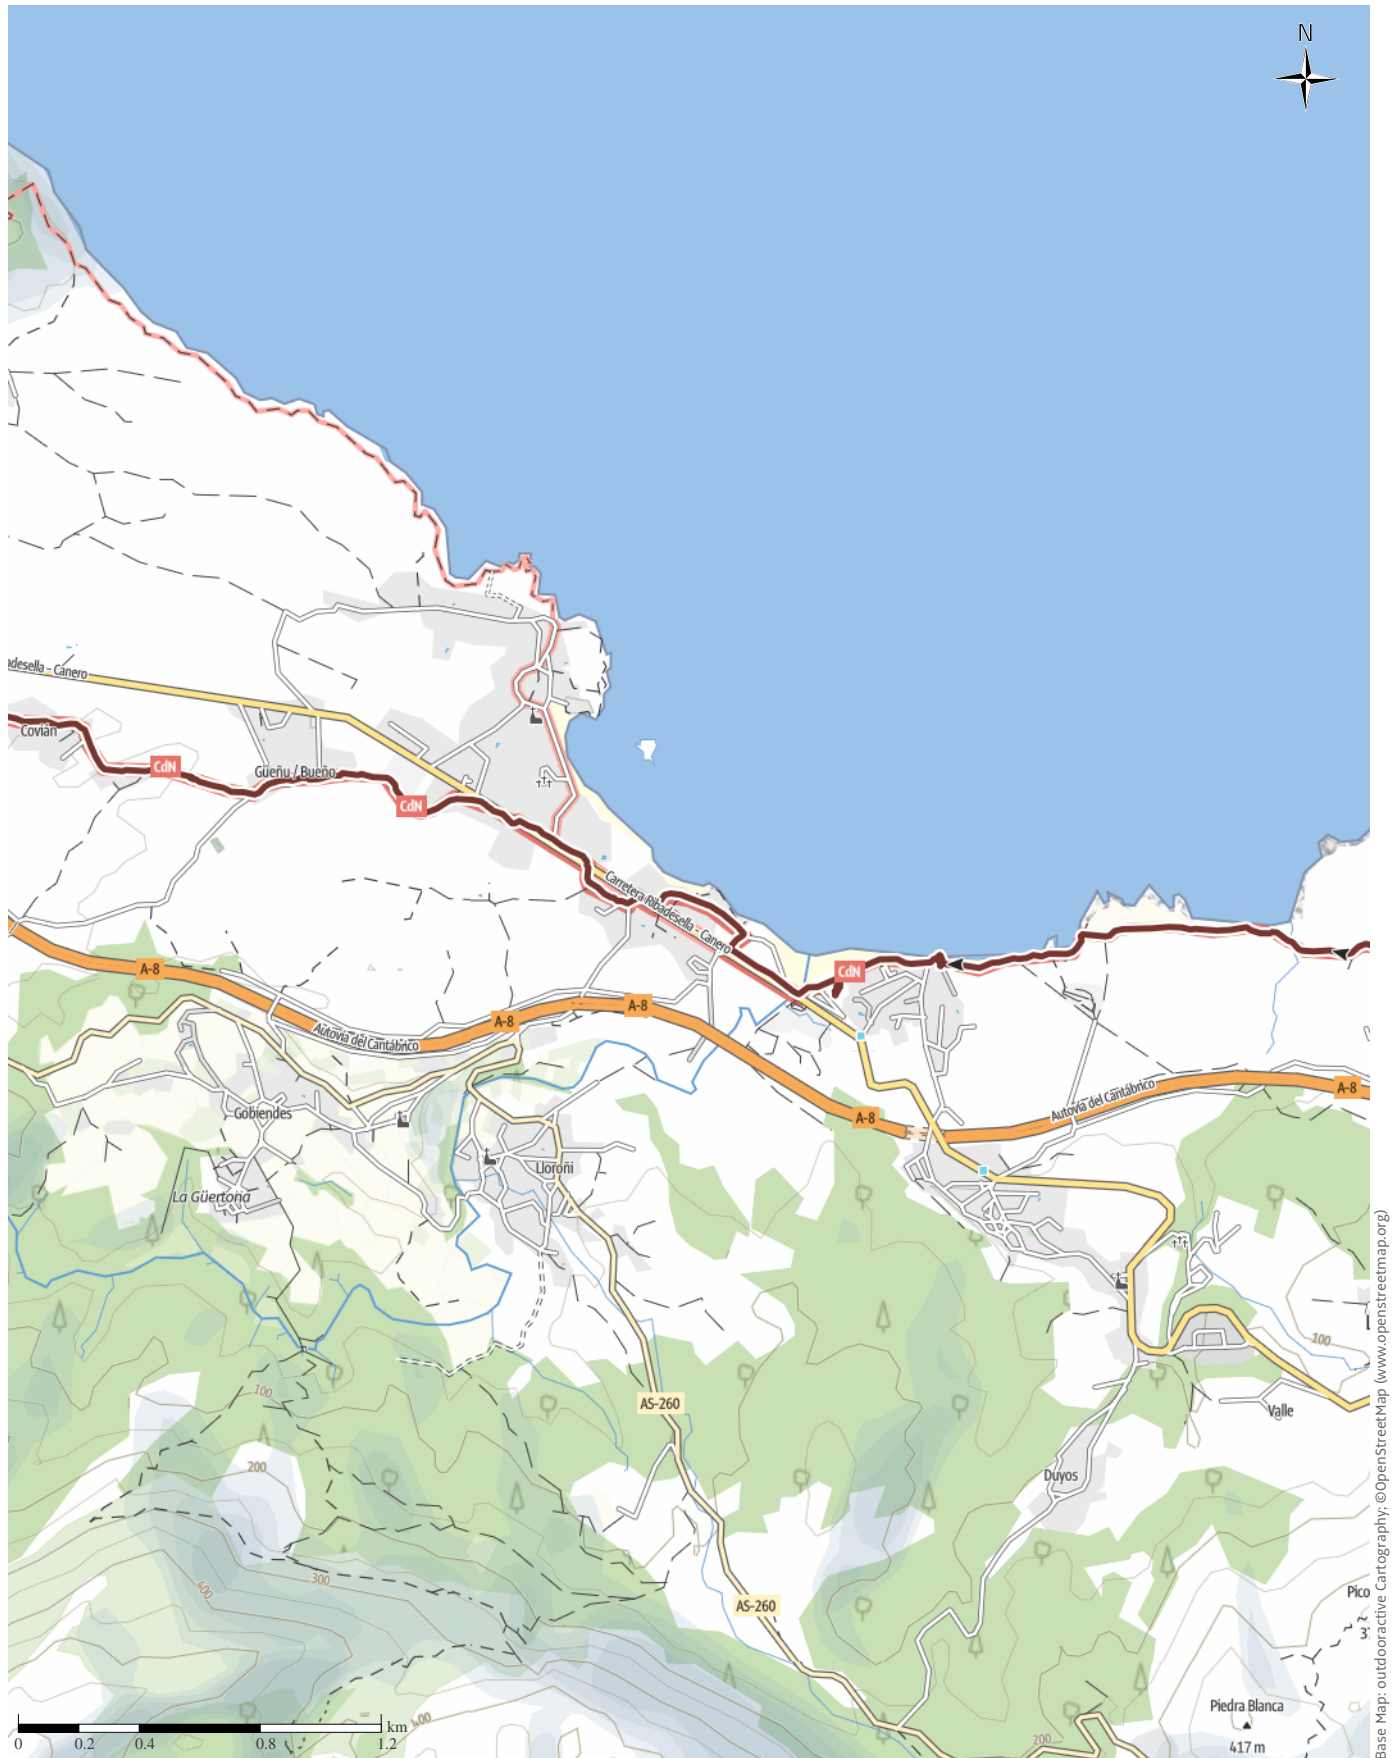 N
adesella - Canero
Covián
CdN
Güeñu / Bueño
CdN
Carretera Ribadesella - Canero
CdN
A-8
A-8
A-8
Autovía del Cantábrico
A-8
Autovía del Cantábrico
A-8
Gobiendes
Lloroñi
La Güertona
100
AS-260
100
Valle
200
Duyos
300
400
Pico
AS-260
Piedra Blanca
417 m
400
200
km
0 0.2 0.4 0.8 1.2
Base Map: outdooractive Cartography; ©OpenStreetMap (www.openstreetmap.org)